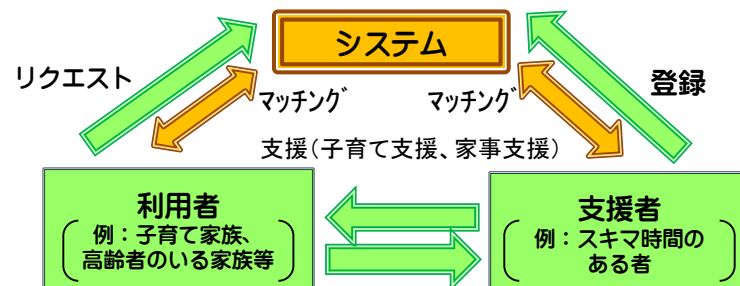 システム
リクエスト
マッチング
マッチング
登録
支援（子育て支援、家事支援）
利用者
例：子育て家族、
高齢者のいる家族等
支援者
例：スキマ時間の
ある者